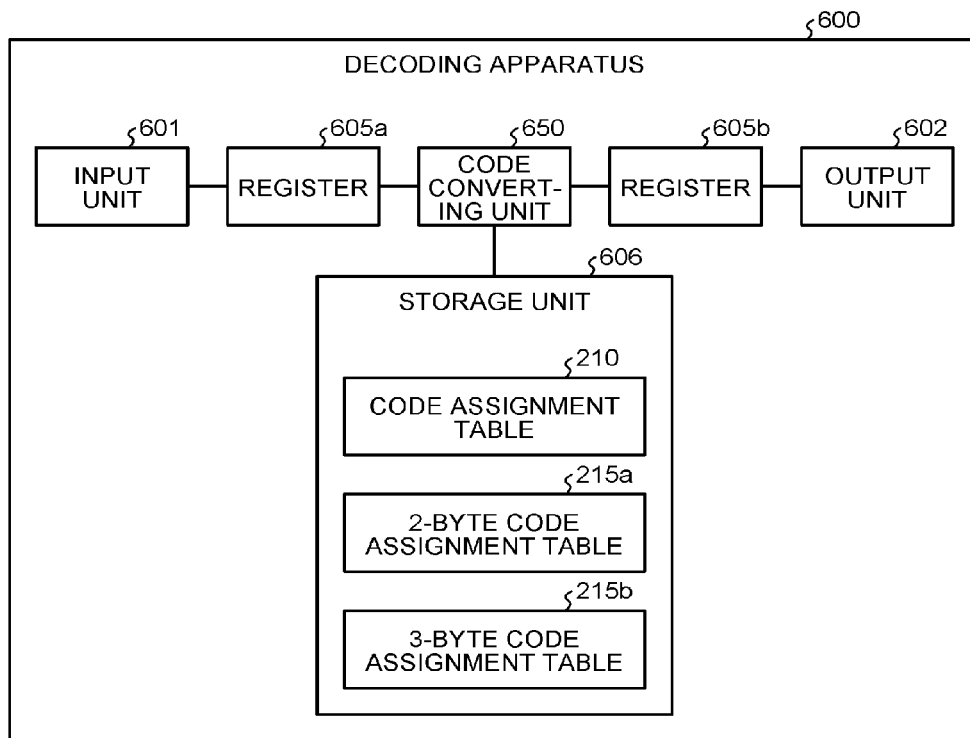 600
DECODING APPARATUS
601
INPUT
UNIT
605a
REGISTER
650
CODE
CONVERT-
ING UNIT
605b
REGISTER
602
OUTPUT
UNIT
606
STORAGE UNIT
210
CODE ASSIGNMENT
TABLE
215a
2-BYTE CODE
ASSIGNMENT TABLE
215b
3-BYTE CODE
ASSIGNMENT TABLE